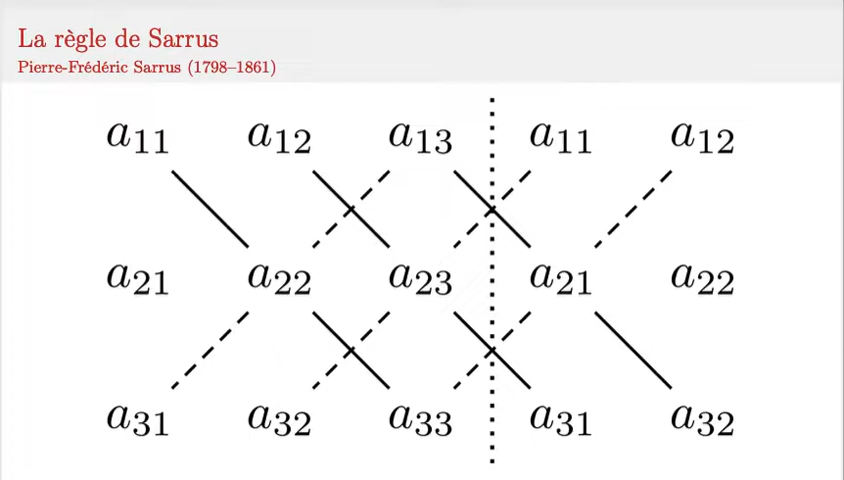 La règle de Sarrus
Pierre-Frédéric Sarrus (1798–1861)
a₁₁ a₁₂ a₁₃ a₁₁ a₁₂
a₂₁ a₂₂ a₂₃ a₂₁ a₂₂
a₃₁ a₃₂ a₃₃ a₃₁ a₃₂